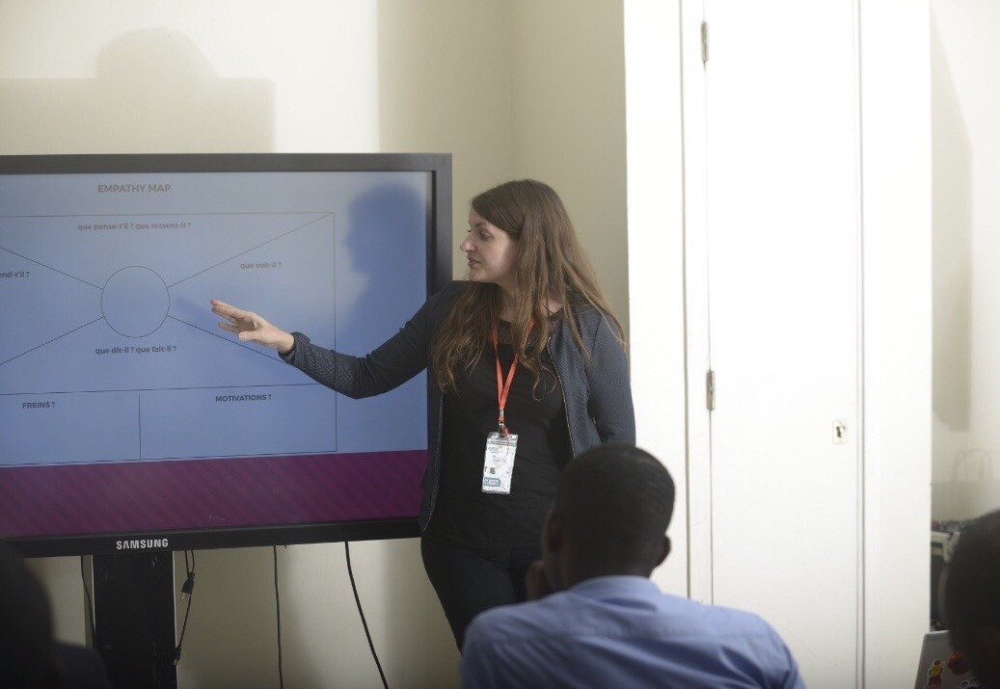 EMPATHY MAP
que pense-t'il ? que ressent-il ?
que voit-il ?
end-t'il ?
que dit-il ? que fait-il ?
FREINS ?
MOTIVATIONS ?
SAMSUNG